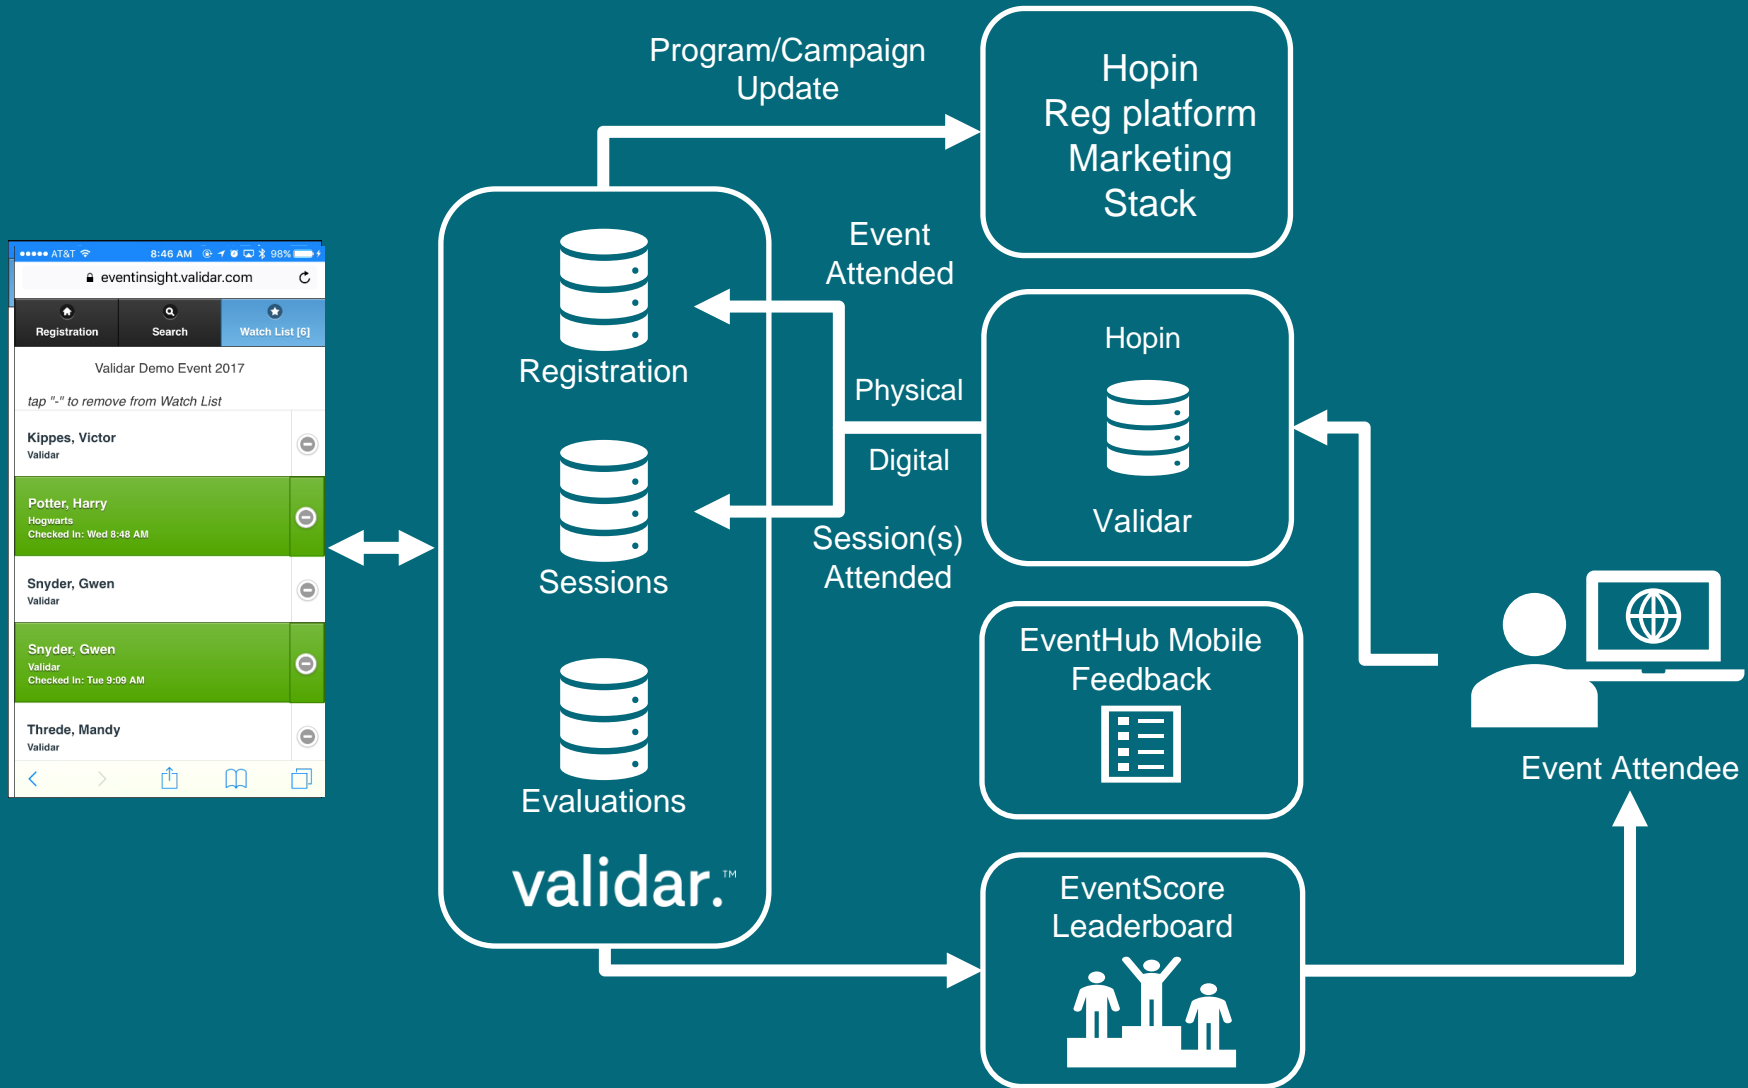 Program/Campaign
Update
Hopin
Reg platform
Marketing
Stack
AT&T
8:46 AM
98%
eventinsight.validar.com
Registration
Search
Watch List [6]
Validar Demo Event 2017
tap "-" to remove from Watch List
Kippes, Victor
Validar
Potter, Harry
Hogwarts
Checked In: Wed 8:48 AM
Snyder, Gwen
Validar
Snyder, Gwen
Validar
Checked In: Tue 9:09 AM
Threde, Mandy
Validar
Registration
Sessions
Evaluations
validar.™
Event
Attended
Physical
Digital
Session(s)
Attended
Hopin
Validar
EventHub Mobile
Feedback
EventScore
Leaderboard
Event Attendee